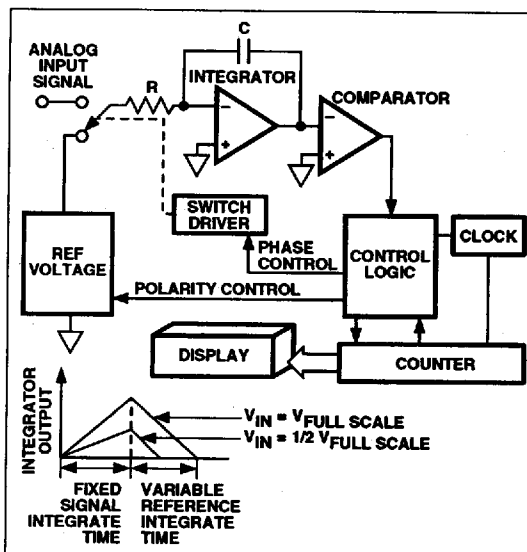 ANALOG
INPUT
SIGNAL
C
R
INTEGRATOR
COMPARATOR
–
+
–
+
SWITCH
DRIVER
REF
VOLTAGE
PHASE
CONTROL
CONTROL
LOGIC
CLOCK
POLARITY CONTROL
DISPLAY
COUNTER
INTEGRATOR
OUTPUT
VIN = VFULL SCALE
VIN = 1/2 VFULL SCALE
FIXED
SIGNAL
INTEGRATE
TIME
VARIABLE
REFERENCE
INTEGRATE
TIME